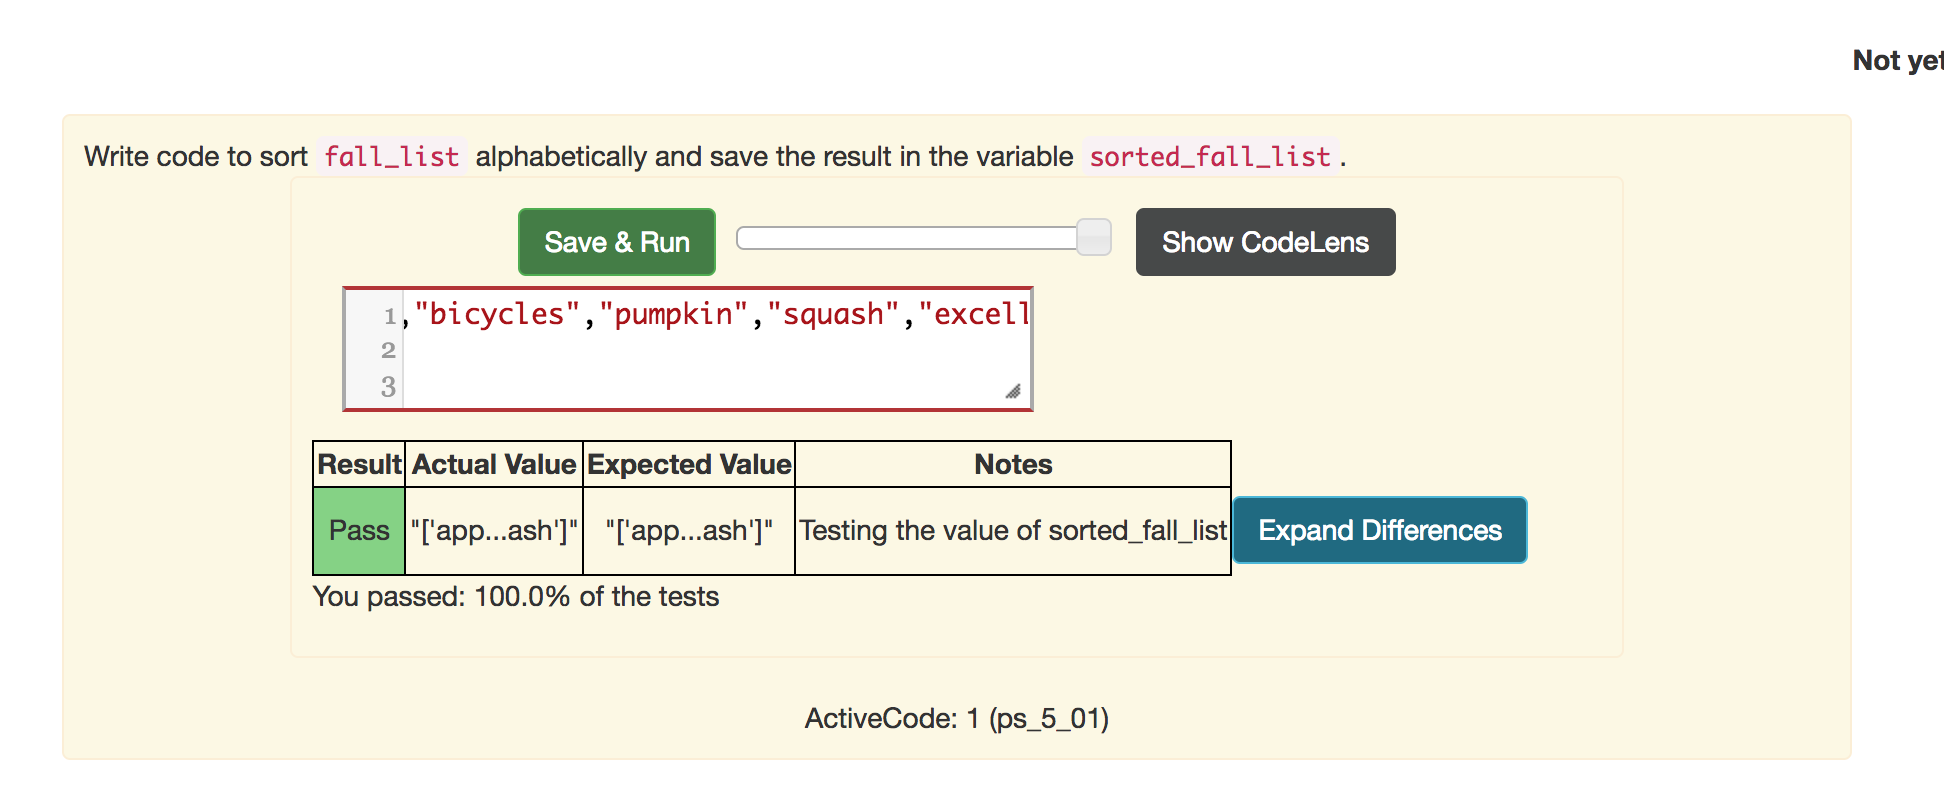 Not yet
Write code to sort fall_list alphabetically and save the result in the variable sorted_fall_list.
Save & Run Show CodeLens
1 ,"bicycles","pumpkin","squash","excell
2
3
Result Actual Value Expected Value Notes
Pass "['app...ash']" "['app...ash']" Testing the value of sorted_fall_list Expand Differences
You passed: 100.0% of the tests
ActiveCode: 1 (ps_5_01)